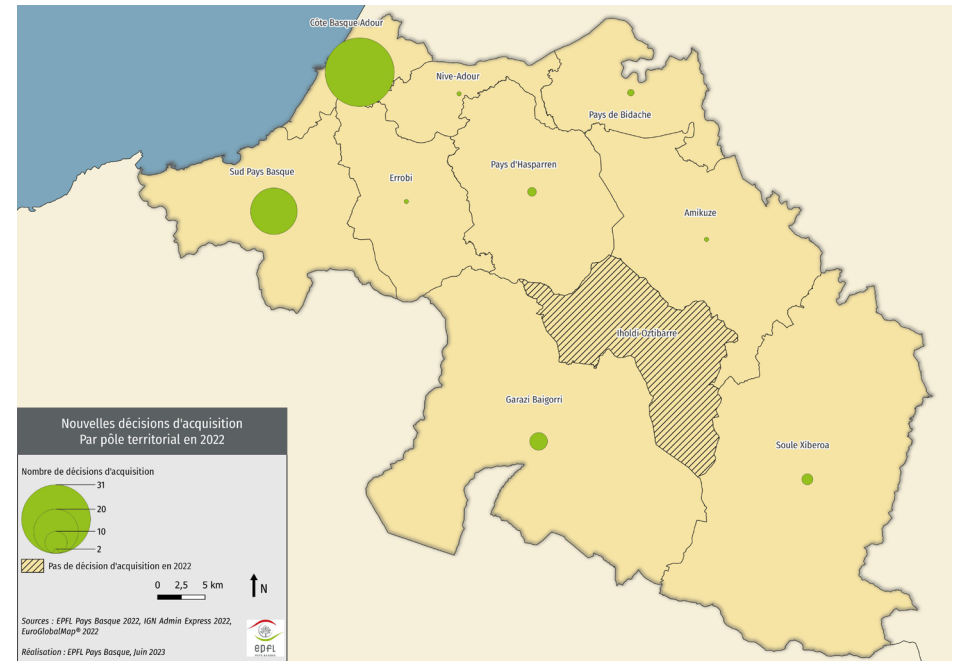 Côte Basque Adour
Nive-Adour
Pays de Bidache
Sud Pays Basque
Errobi
Pays d'Hasparren
Amikuze
Iholdi-Oztibarre
Garazi Baigorri
Soule Xiberoa
Nouvelles décisions d'acquisition
Par pôle territorial en 2022
Nombre de décisions d'acquisition
31
20
10
2
Pas de décision d'acquisition en 2022
0 2,5 5 km
N
Sources : EPFL Pays Basque 2022, IGN Admin Express 2022,
EuroGlobalMap® 2022
Réalisation : EPFL Pays Basque, Juin 2023
epfl
PAYS BASQUE